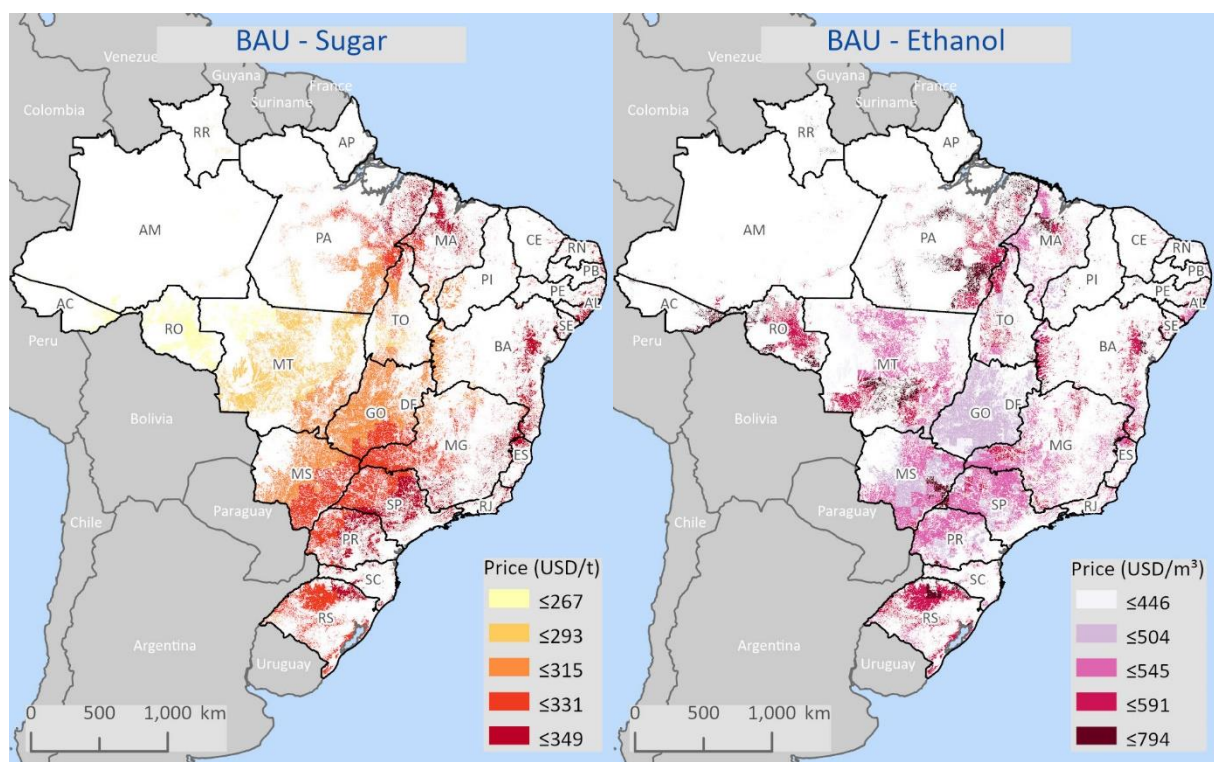 BAU - Sugar
Venezue
Guyana
Suriname
France
Colombia
RR
AP
AM
PA
MA
CE
RN
PB
PI
PE
AL
SE
AC
RO
TO
BA
Peru
MT
GO
DF
Bolivia
MG
ES
MS
SP
RJ
Paraguay
Chile
PR
SC
RS
Argentina
Uruguay
Price (USD/t)
≤267
≤293
≤315
≤331
≤349
0 500 1,000 km
BAU - Ethanol
Venezue
Guyana
Suriname
France
Colombia
RR
AP
AM
PA
MA
CE
RN
PB
PI
PE
AL
SE
AC
RO
TO
BA
Peru
MT
GO
DF
Bolivia
MG
ES
MS
SP
RJ
Paraguay
Chile
PR
SC
RS
Argentina
Uruguay
Price (USD/m³)
≤446
≤504
≤545
≤591
≤794
0 500 1,000 km